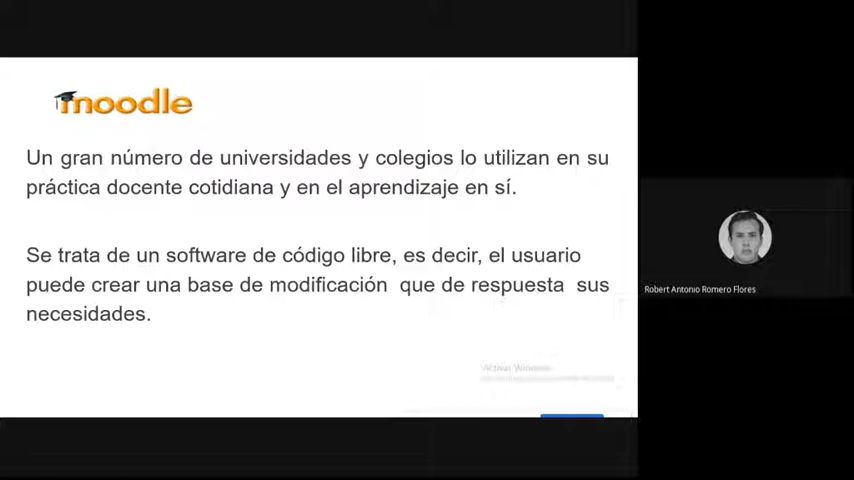 moodle
Un gran número de universidades y colegios lo utilizan en su
práctica docente cotidiana y en el aprendizaje en sí.
Se trata de un software de código libre, es decir, el usuario
puede crear una base de modificación que de respuesta sus
necesidades.
Activar Windows
Robert Antonio Romero Flores